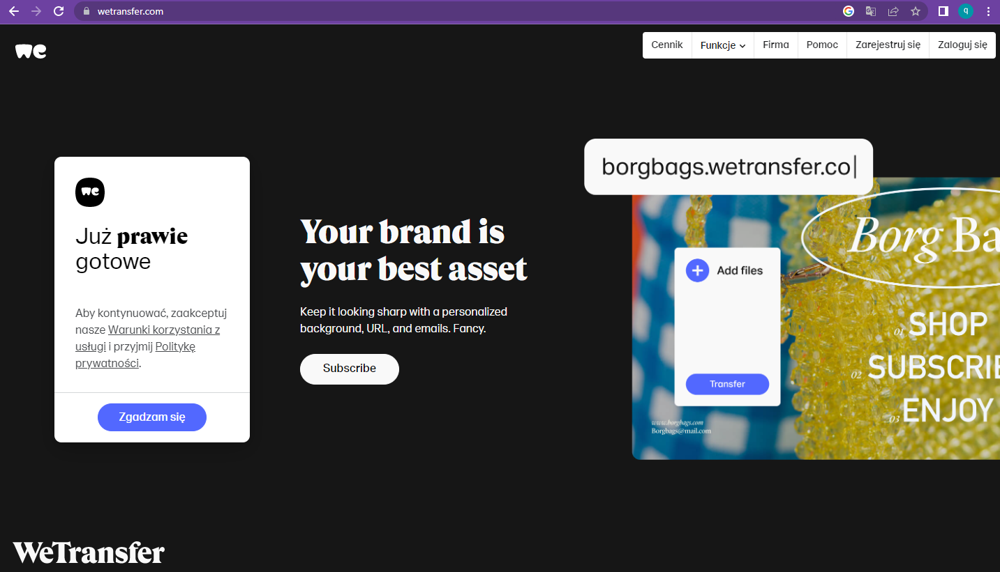 wetransfer.com
q
we
Cennik
Funkcje
Firma
Pomoc
Zarejestruj się
Zaloguj się
we
Już prawie
gotowe
Aby kontynuować, zaakceptuj
nasze Warunki korzystania z
usługi i przyjmij Politykę
prywatności.
Zgadzam się
Your brand is
your best asset
Keep it looking sharp with a personalized
background, URL, and emails. Fancy.
Subscribe
borgbags.wetransfer.co
Borg Ba
Add files
Transfer
01 SHOP
02 SUBSCRIBE
03 ENJOY
www.borgbags.com
Borgbags@mail.com
WeTransfer